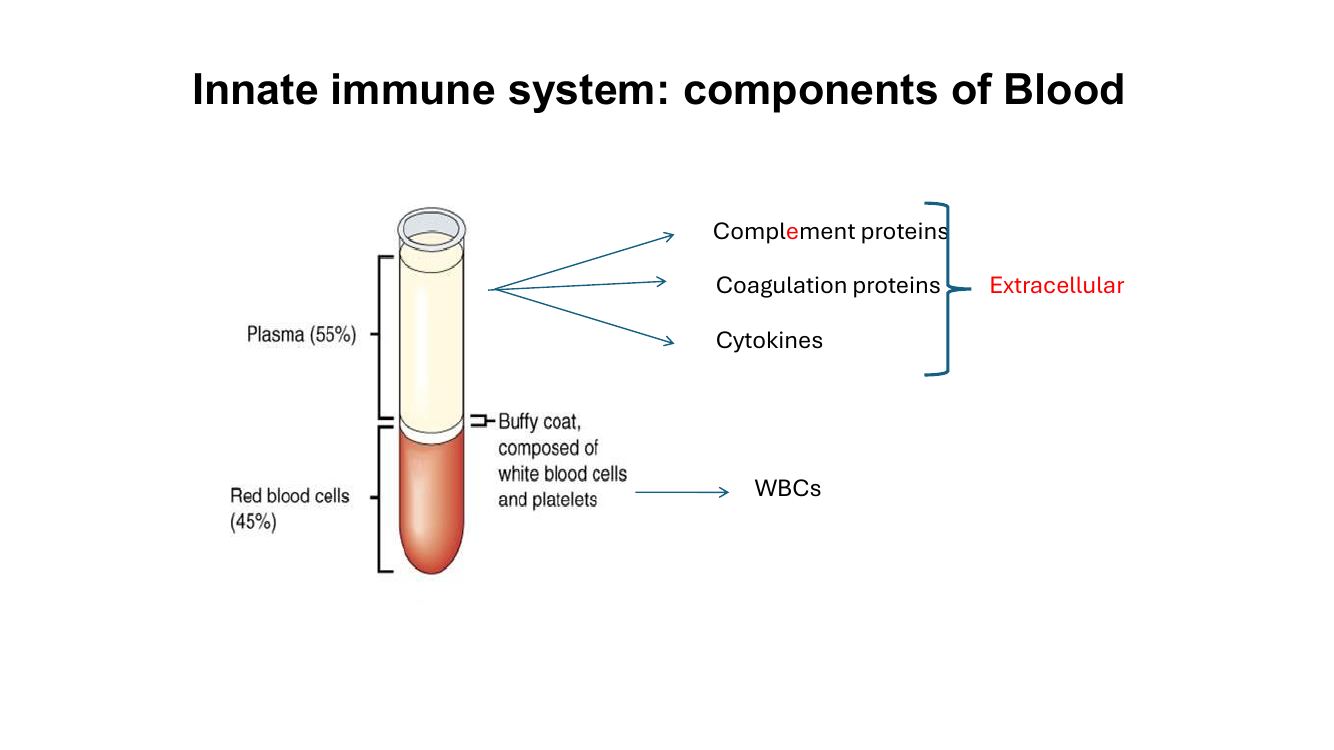 Innate immune system: components of Blood
Complement proteins
Coagulation proteins
Extracellular
Cytokines
Plasma (55%)
Buffy coat,
composed of
white blood cells
and platelets
WBCs
Red blood cells
(45%)